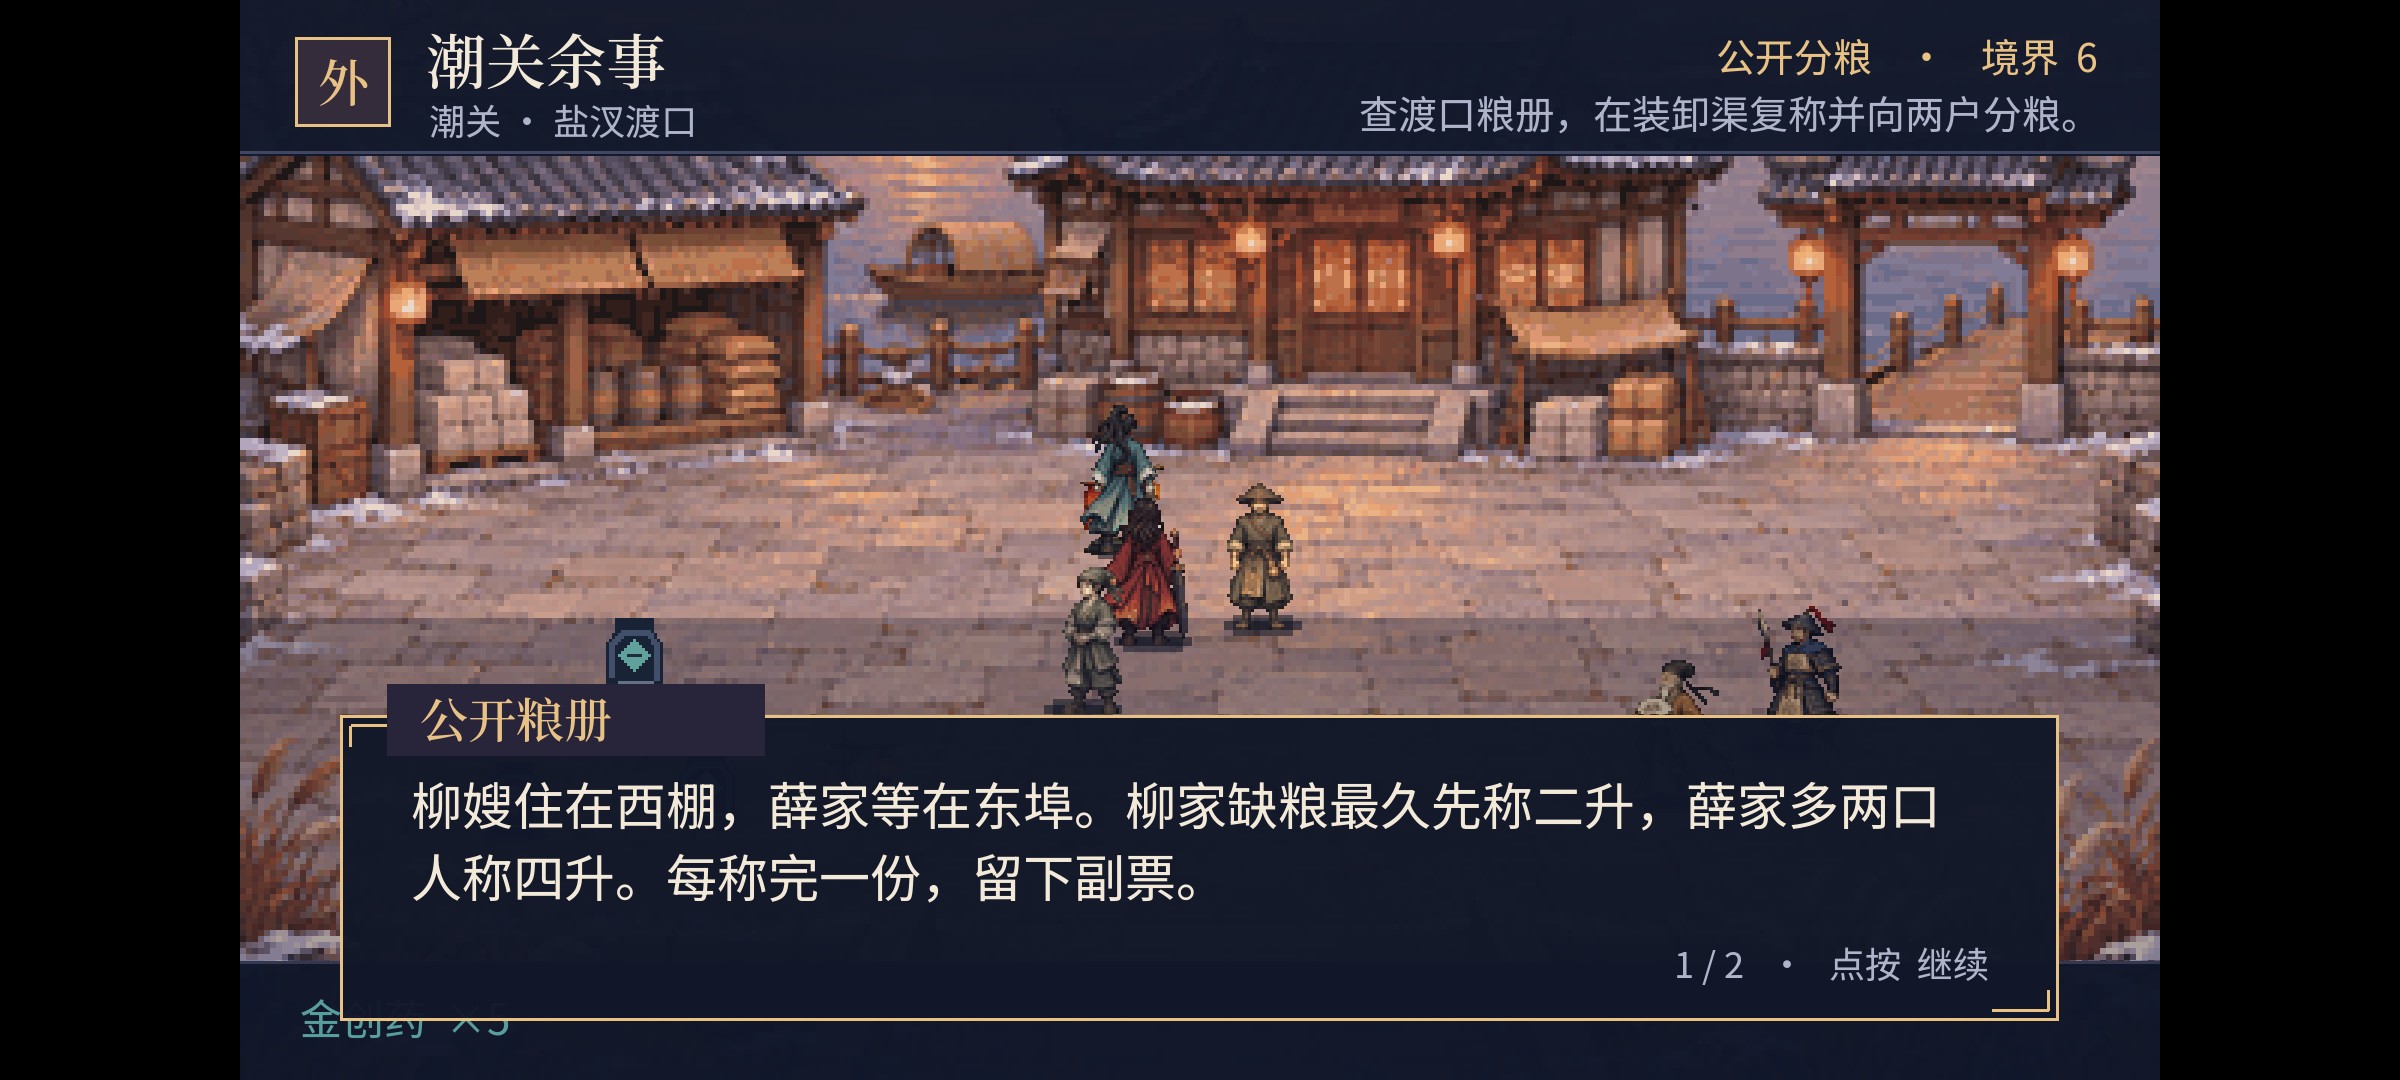 外
潮关余事
潮关・盐汊渡口
公开分粮 ・ 境界 6
查渡口粮册，在装卸渠复称并向两户分粮。
公开粮册
柳嫂住在西棚，薛家等在东埠。柳家缺粮最久先称二升，薛家多两口
人称四升。每称完一份，留下副票。
1/2 ・ 点按 继续
金创药 ×5